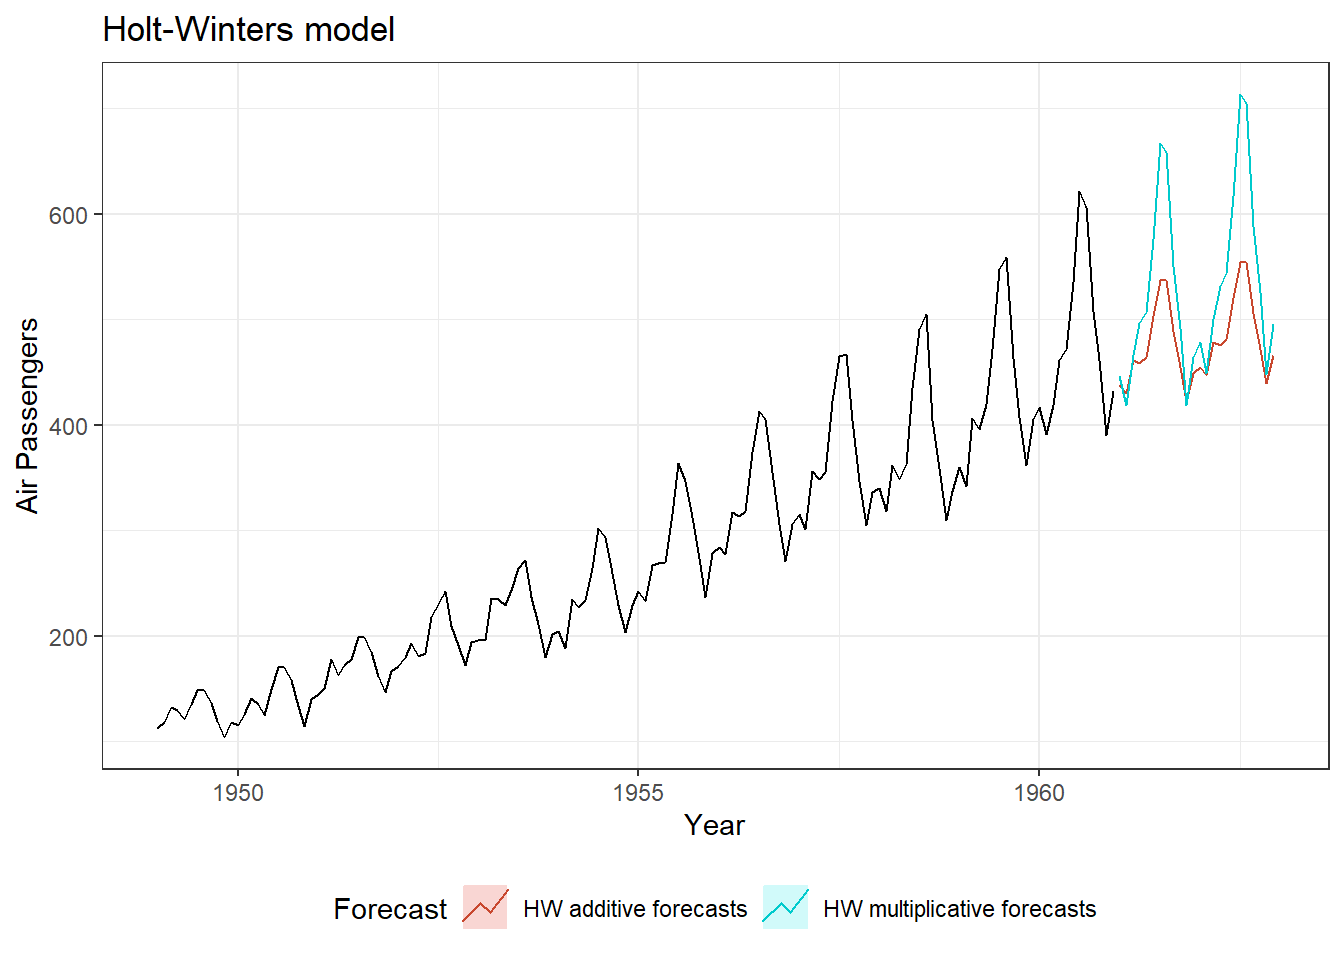 Holt-Winters model
Air Passengers
600
400
200
1950 1955 1960
Year
Forecast HW additive forecasts HW multiplicative forecasts